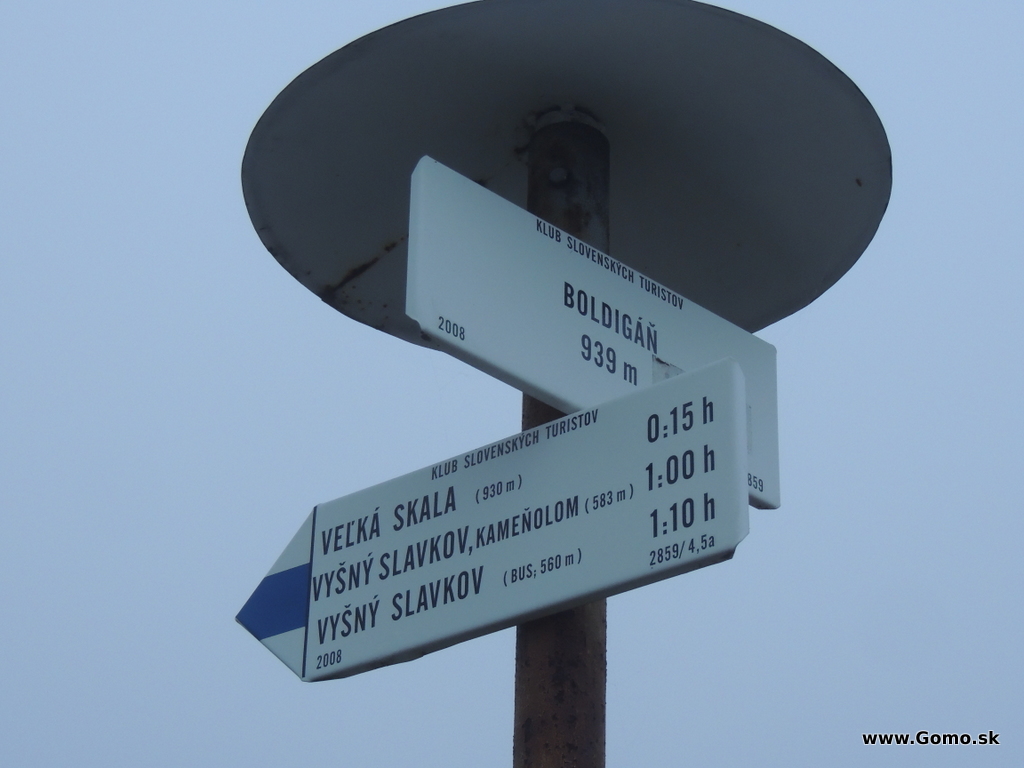 KLUB SLOVENSKÝCH TURISTOV
BOLDIGÁŇ
939 m
2008
859
KLUB SLOVENSKÝCH TURISTOV
VEĽKÁ SKALA (930 m) 0:15 h
VYŠNÝ SLAVKOV, KAMEŇOLOM (583 m) 1:00 h
VYŠNÝ SLAVKOV (BUS; 560 m) 1:10 h
2008 2859/4,5a
www.Gomo.sk